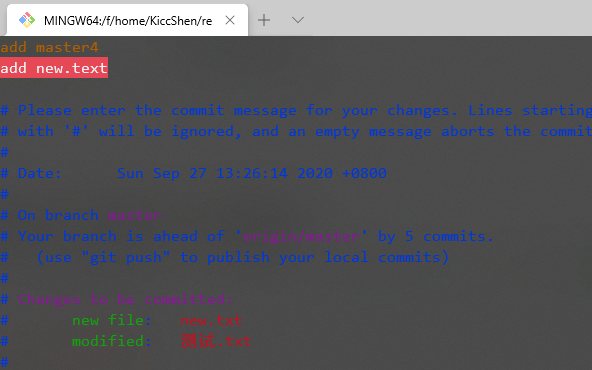 MINGW64:/f/home/KiccShen/re
add master4
add new.text
# Please enter the commit message for your changes. Lines starting
# with '#' will be ignored, and an empty message aborts the commit
#
# Date:      Sun Sep 27 13:26:14 2020 +0800
#
# On branch master
# Your branch is ahead of 'origin/master' by 5 commits.
#   (use "git push" to publish your local commits)
#
# Changes to be committed:
#       new file:   new.txt
#       modified:   测试.txt
#